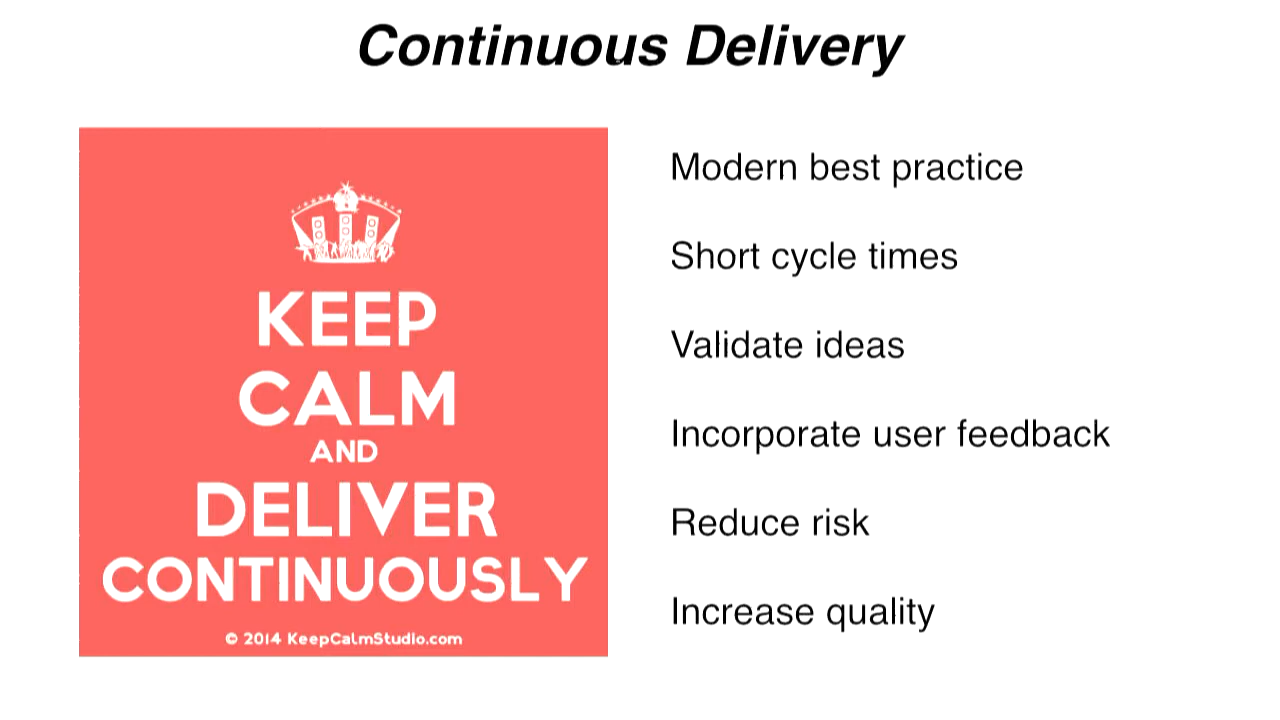 Continuous Delivery
KEEP
CALM
AND
DELIVER
CONTINUOUSLY
© 2014 KeepCalmStudio.com
Modern best practice
Short cycle times
Validate ideas
Incorporate user feedback
Reduce risk
Increase quality